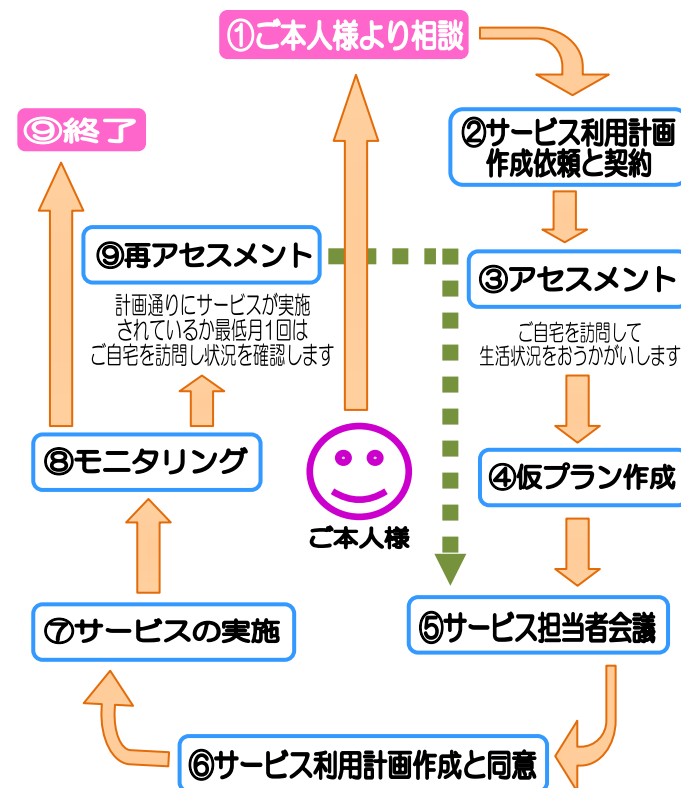 ①ご本人様より相談
②サービス利用計画
作成依頼と契約
③アセスメント
ご自宅を訪問して
生活状況をおうかがいします
④仮プラン作成
⑤サービス担当者会議
⑥サービス利用計画作成と同意
⑦サービスの実施
⑧モニタリング
⑨再アセスメント
計画通りにサービスが実施
されているか最低月1回は
ご自宅を訪問し状況を確認します
⑨終了
ご本人様